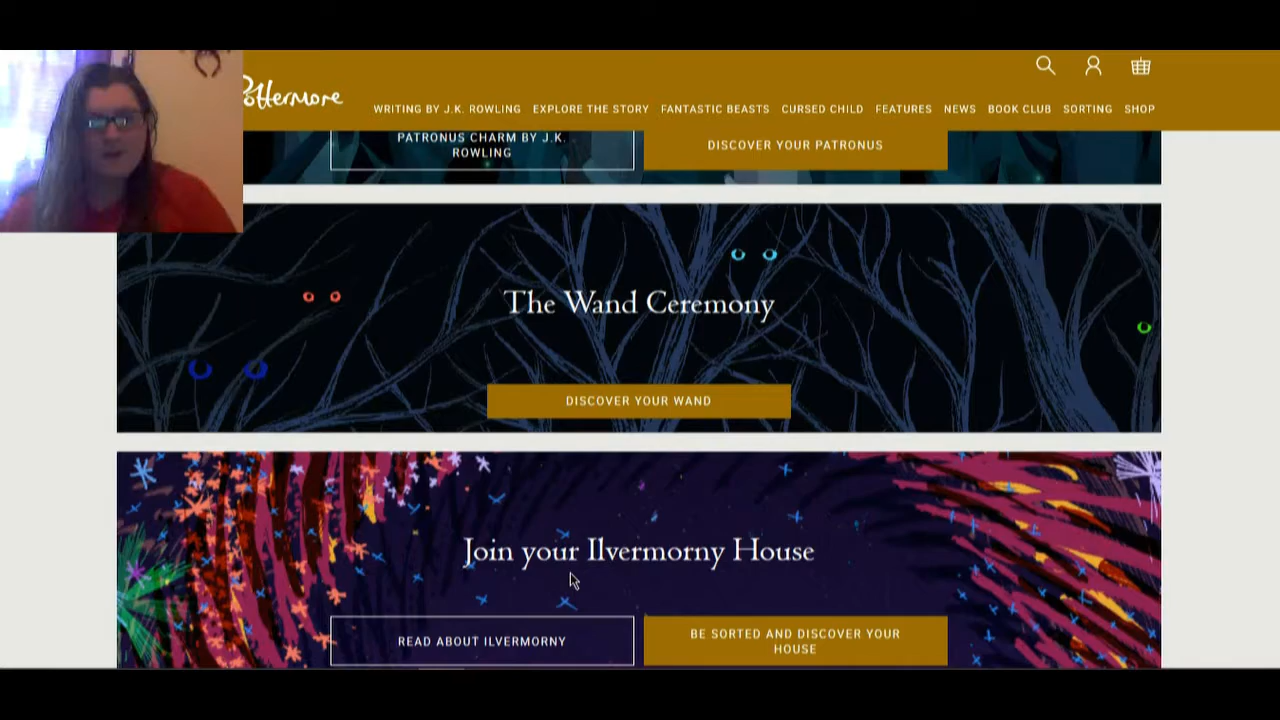 Pottermore
WRITING BY J.K. ROWLING EXPLORE THE STORY FANTASTIC BEASTS CURSED CHILD FEATURES NEWS BOOK CLUB SORTING SHOP
PATRONUS CHARM BY J.K.
ROWLING
DISCOVER YOUR PATRONUS
The Wand Ceremony
DISCOVER YOUR WAND
Join your Ilvermorny House
READ ABOUT ILVERMORNY
BE SORTED AND DISCOVER YOUR
HOUSE